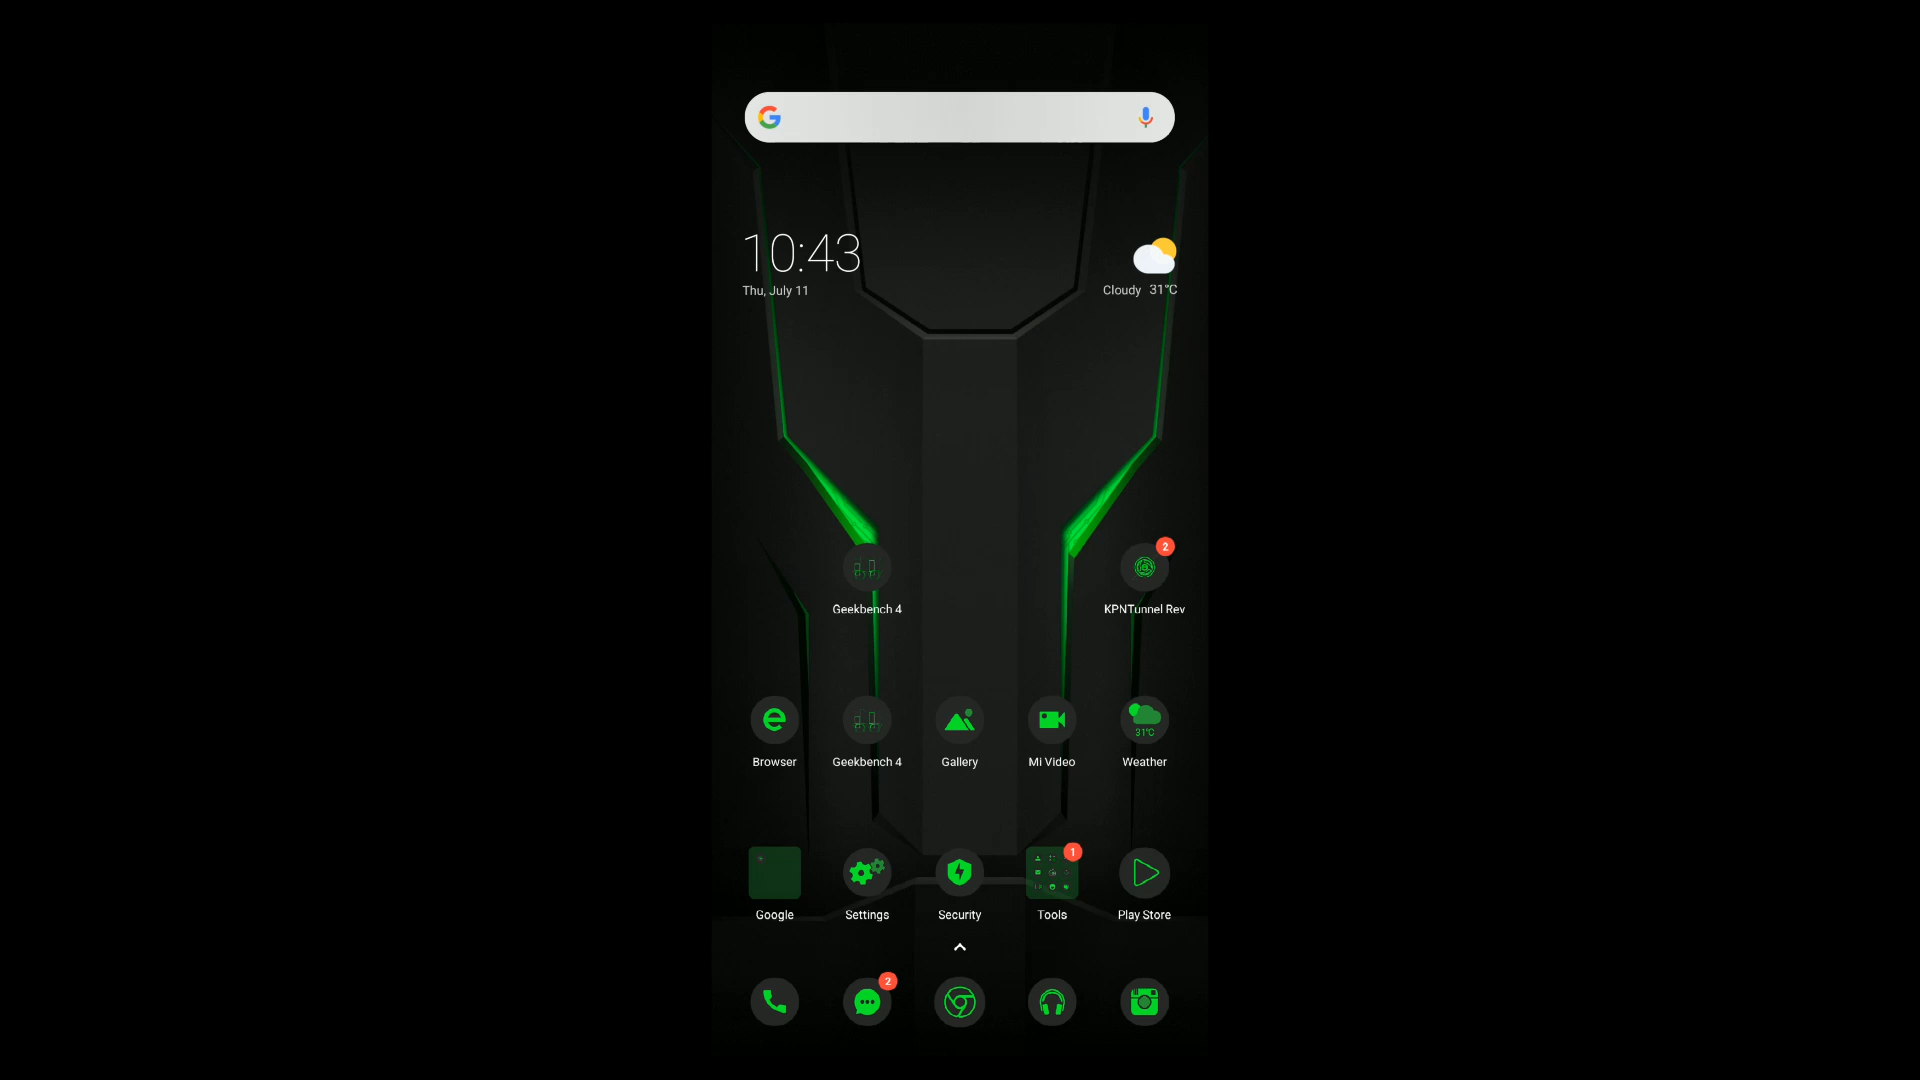 10:43
Thu, July 11
Cloudy 31°C
2
Geekbench 4
KPNTunnel Rev
31°C
Browser
Geekbench 4
Gallery
Mi Video
Weather
1
Google
Settings
Security
Tools
Play Store
2